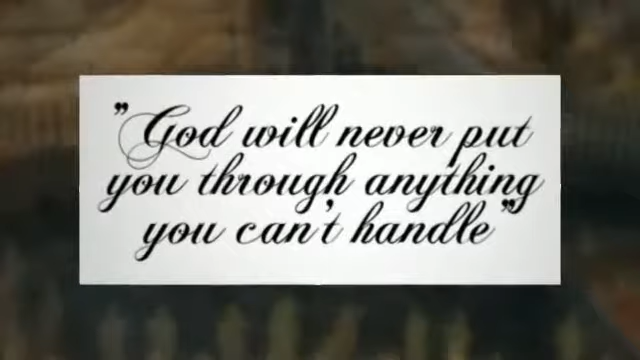 "God will never put
you through anything
you can't handle"